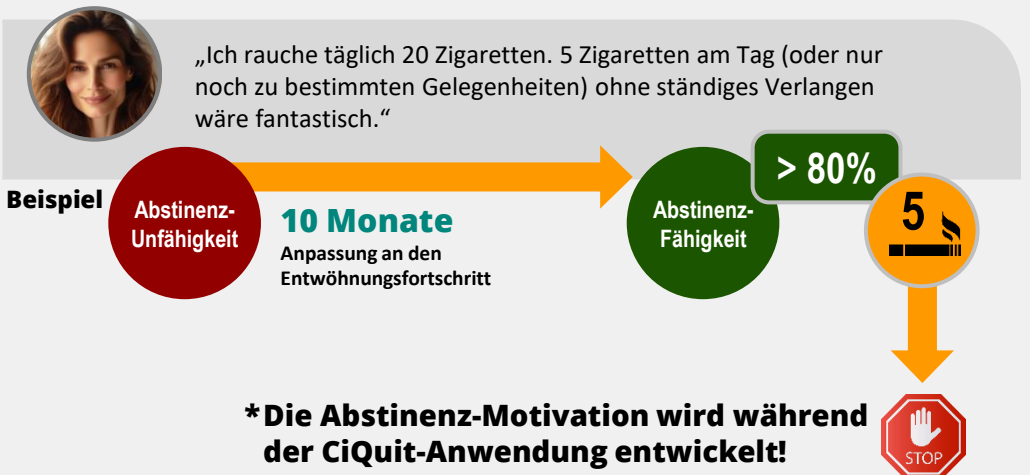 „Ich rauche täglich 20 Zigaretten. 5 Zigaretten am Tag (oder nur
noch zu bestimmten Gelegenheiten) ohne ständiges Verlangen
wäre fantastisch.“
> 80%
Beispiel
Abstinenz-
Unfähigkeit
10 Monate
Anpassung an den
Entwöhnungsfortschritt
Abstinenz-
Fähigkeit
5
*Die Abstinenz-Motivation wird während
der CiQuit-Anwendung entwickelt!
STOP